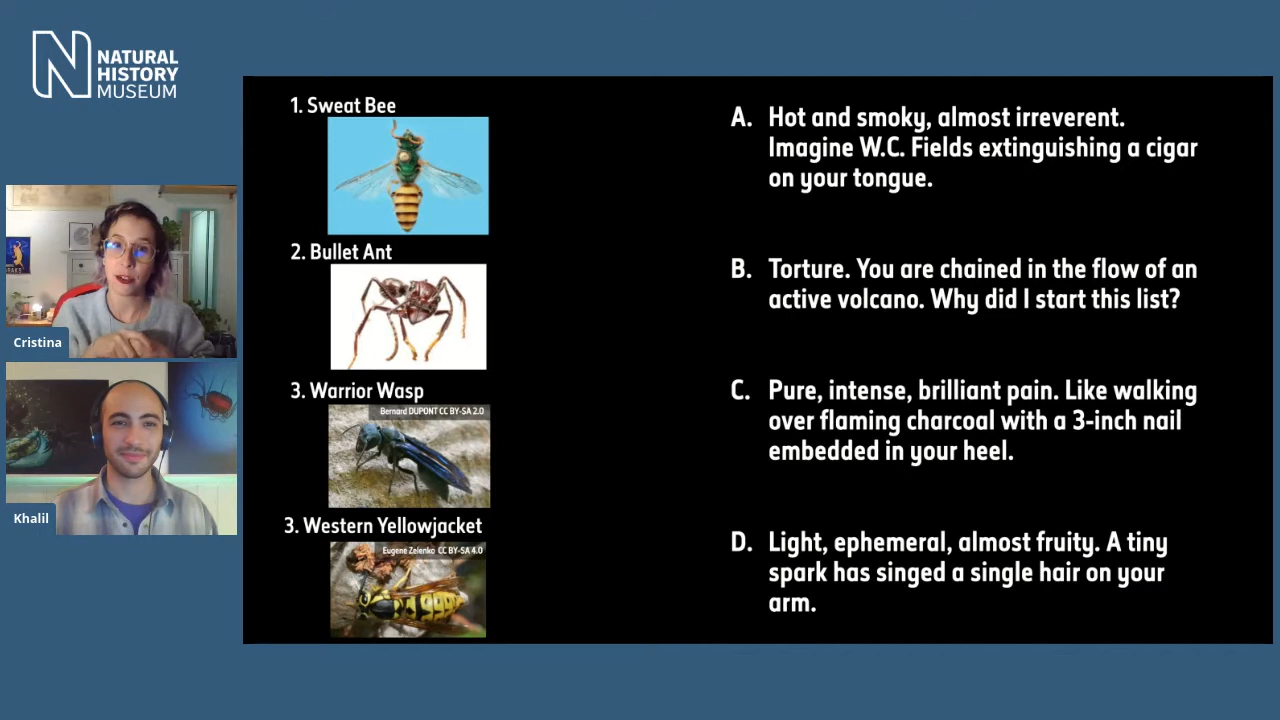 NATURAL
HISTORY
MUSEUM
Cristina
Khalil
1. Sweat Bee
2. Bullet Ant
3. Warrior Wasp
Bernard DUPONT CC BY-SA 2.0
3. Western Yellowjacket
Eugene Zelenko CC BY-SA 4.0
A. Hot and smoky, almost irreverent.
Imagine W.C. Fields extinguishing a cigar
on your tongue.
B. Torture. You are chained in the flow of an
active volcano. Why did I start this list?
C. Pure, intense, brilliant pain. Like walking
over flaming charcoal with a 3-inch nail
embedded in your heel.
D. Light, ephemeral, almost fruity. A tiny
spark has singed a single hair on your
arm.